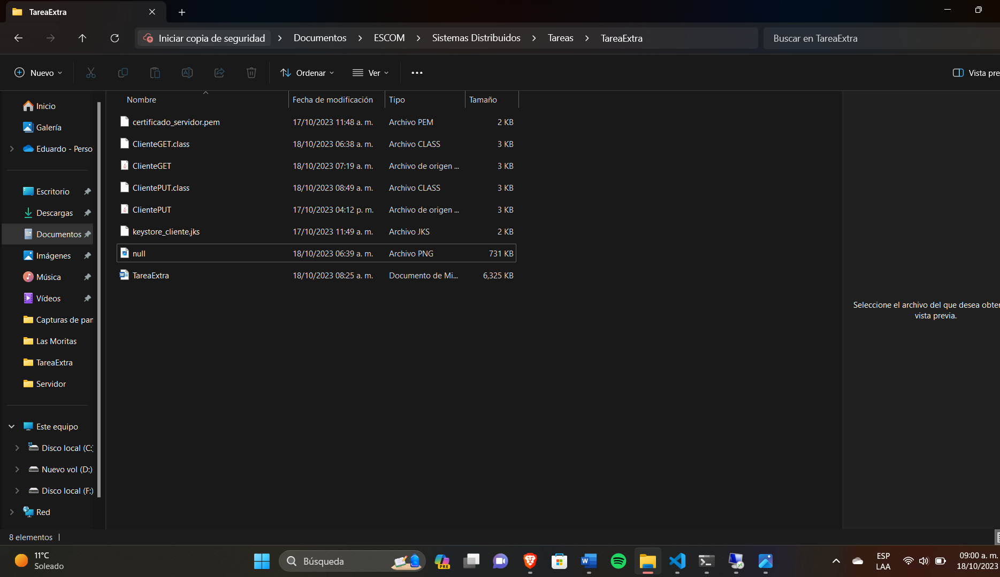 TareaExtra
Iniciar copia de seguridad > Documentos > ESCOM > Sistemas Distribuidos > Tareas > TareaExtra
Buscar en TareaExtra
Nuevo
Ordenar
Ver
Vista pre
Inicio
Galería
Eduardo - Perso
Escritorio
Descargas
Documentos
Imágenes
Música
Vídeos
Capturas de pan
Las Moritas
TareaExtra
Servidor
Este equipo
Disco local (C:)
Nuevo vol (D:)
Disco local (F:)
Red
Nombre Fecha de modificación Tipo Tamaño
certificado_servidor.pem 17/10/2023 11:48 a. m. Archivo PEM 2 KB
ClienteGET.class 18/10/2023 06:38 a. m. Archivo CLASS 3 KB
ClienteGET 18/10/2023 07:19 a. m. Archivo de origen ... 3 KB
ClientePUT.class 18/10/2023 08:49 a. m. Archivo CLASS 3 KB
ClientePUT 17/10/2023 04:12 p. m. Archivo de origen ... 3 KB
keystore_cliente.jks 17/10/2023 11:49 a. m. Archivo JKS 2 KB
null 18/10/2023 06:39 a. m. Archivo PNG 731 KB
TareaExtra 18/10/2023 08:25 a. m. Documento de Mi... 6,325 KB
Seleccione el archivo del que desea obter
vista previa.
8 elementos
11°C
Soleado
Búsqueda
PRE
ESP
LAA
09:00 a. m.
18/10/2023